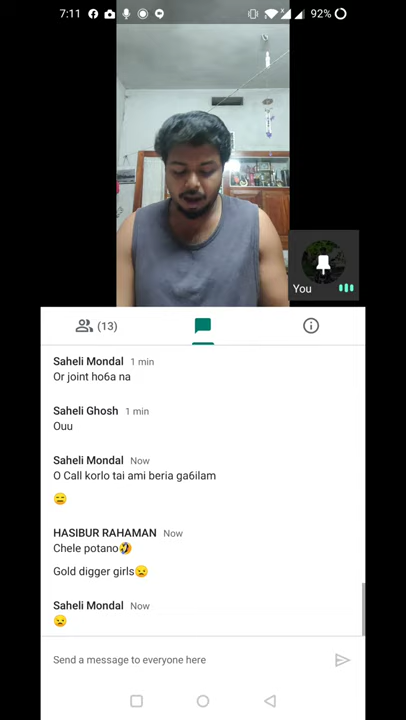 7:11
92%
You
(13)
Saheli Mondal 1 min
Or joint ho6a na
Saheli Ghosh 1 min
Ouu
Saheli Mondal Now
O Call korlo tai ami beria ga6ilam
😑
HASIBUR RAHAMAN Now
Chele potano🤣
Gold digger girls😟
Saheli Mondal Now
😟
Send a message to everyone here